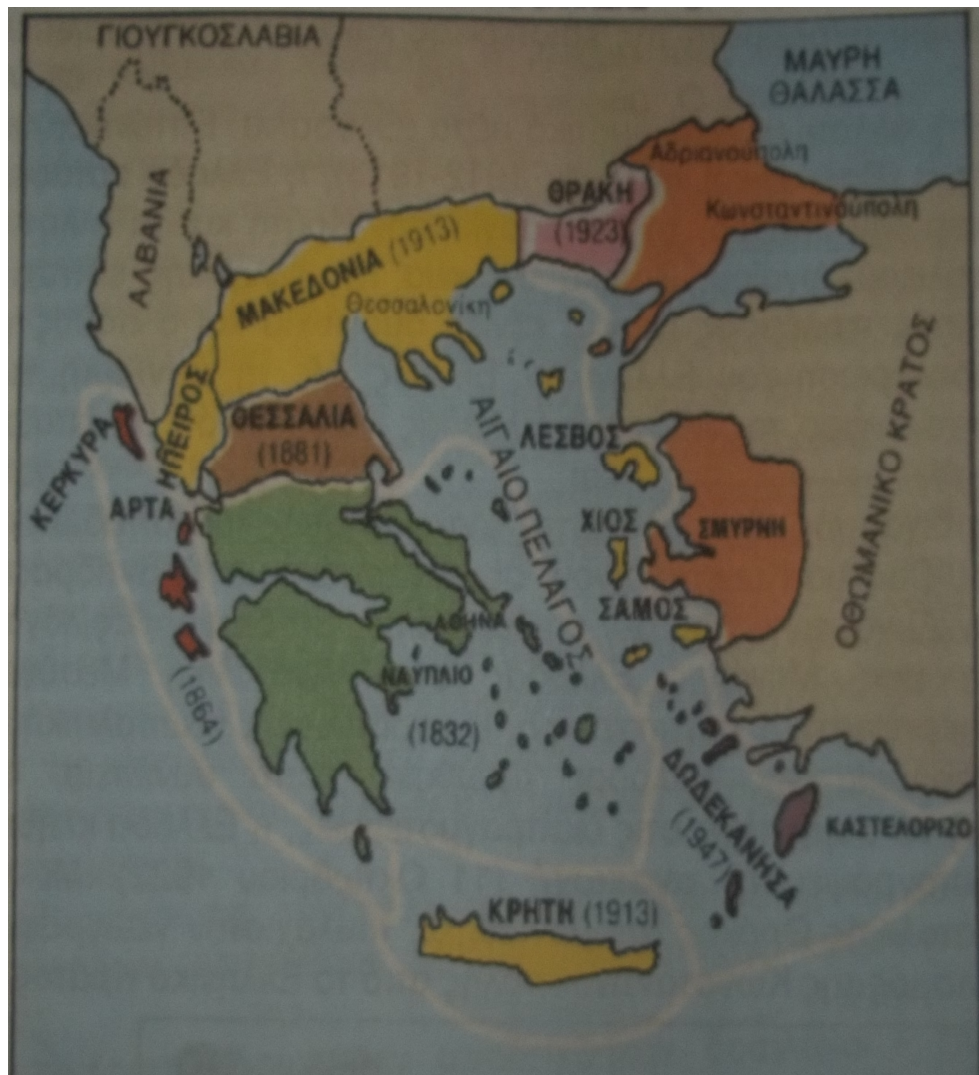 ΓΙΟΥΓΚΟΣΛΑΒΙΑ
ΜΑΥΡΗ
ΘΑΛΑΣΣΑ
Αδριανούπολη
ΑΛΒΑΝΙΑ
ΘΡΑΚΗ
(1923)
Κωνσταντινούπολη
ΜΑΚΕΔΟΝΙΑ (1913)
Θεσσαλονίκη
ΗΠΕΙΡΟΣ
ΘΕΣΣΑΛΙΑ
(1881)
ΚΕΡΚΥΡΑ
ΑΡΤΑ
ΑΙΓΑΙΟ ΠΕΛΑΓΟΣ
ΛΕΣΒΟΣ
ΧΙΟΣ
ΣΜΥΡΝΗ
ΣΑΜΟΣ
ΟΘΩΜΑΝΙΚΟ ΚΡΑΤΟΣ
ΑΘΗΝΑ
ΝΑΥΠΛΙΟ
(1832)
(1864)
ΔΩΔΕΚΑΝΗΣΑ
(1947)
ΚΑΣΤΕΛΟΡΙΖΟ
ΚΡΗΤΗ (1913)